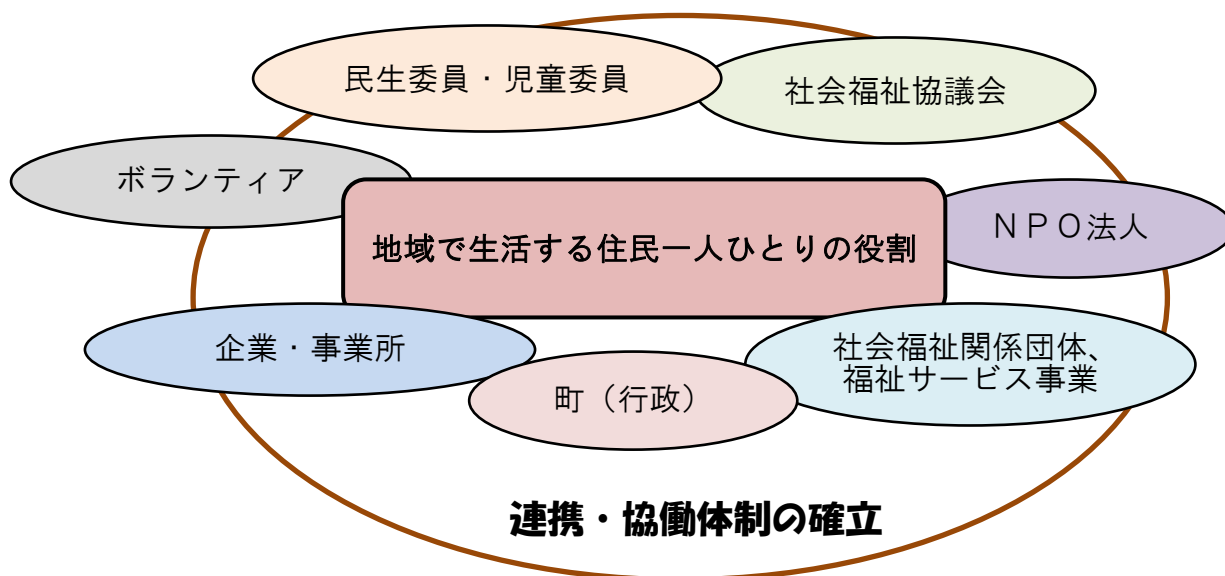 民生委員・児童委員
社会福祉協議会
ボランティア
ＮＰＯ法人
地域で生活する住民一人ひとりの役割
企業・事業所
社会福祉関係団体、
福祉サービス事業
町（行政）
連携・協働体制の確立